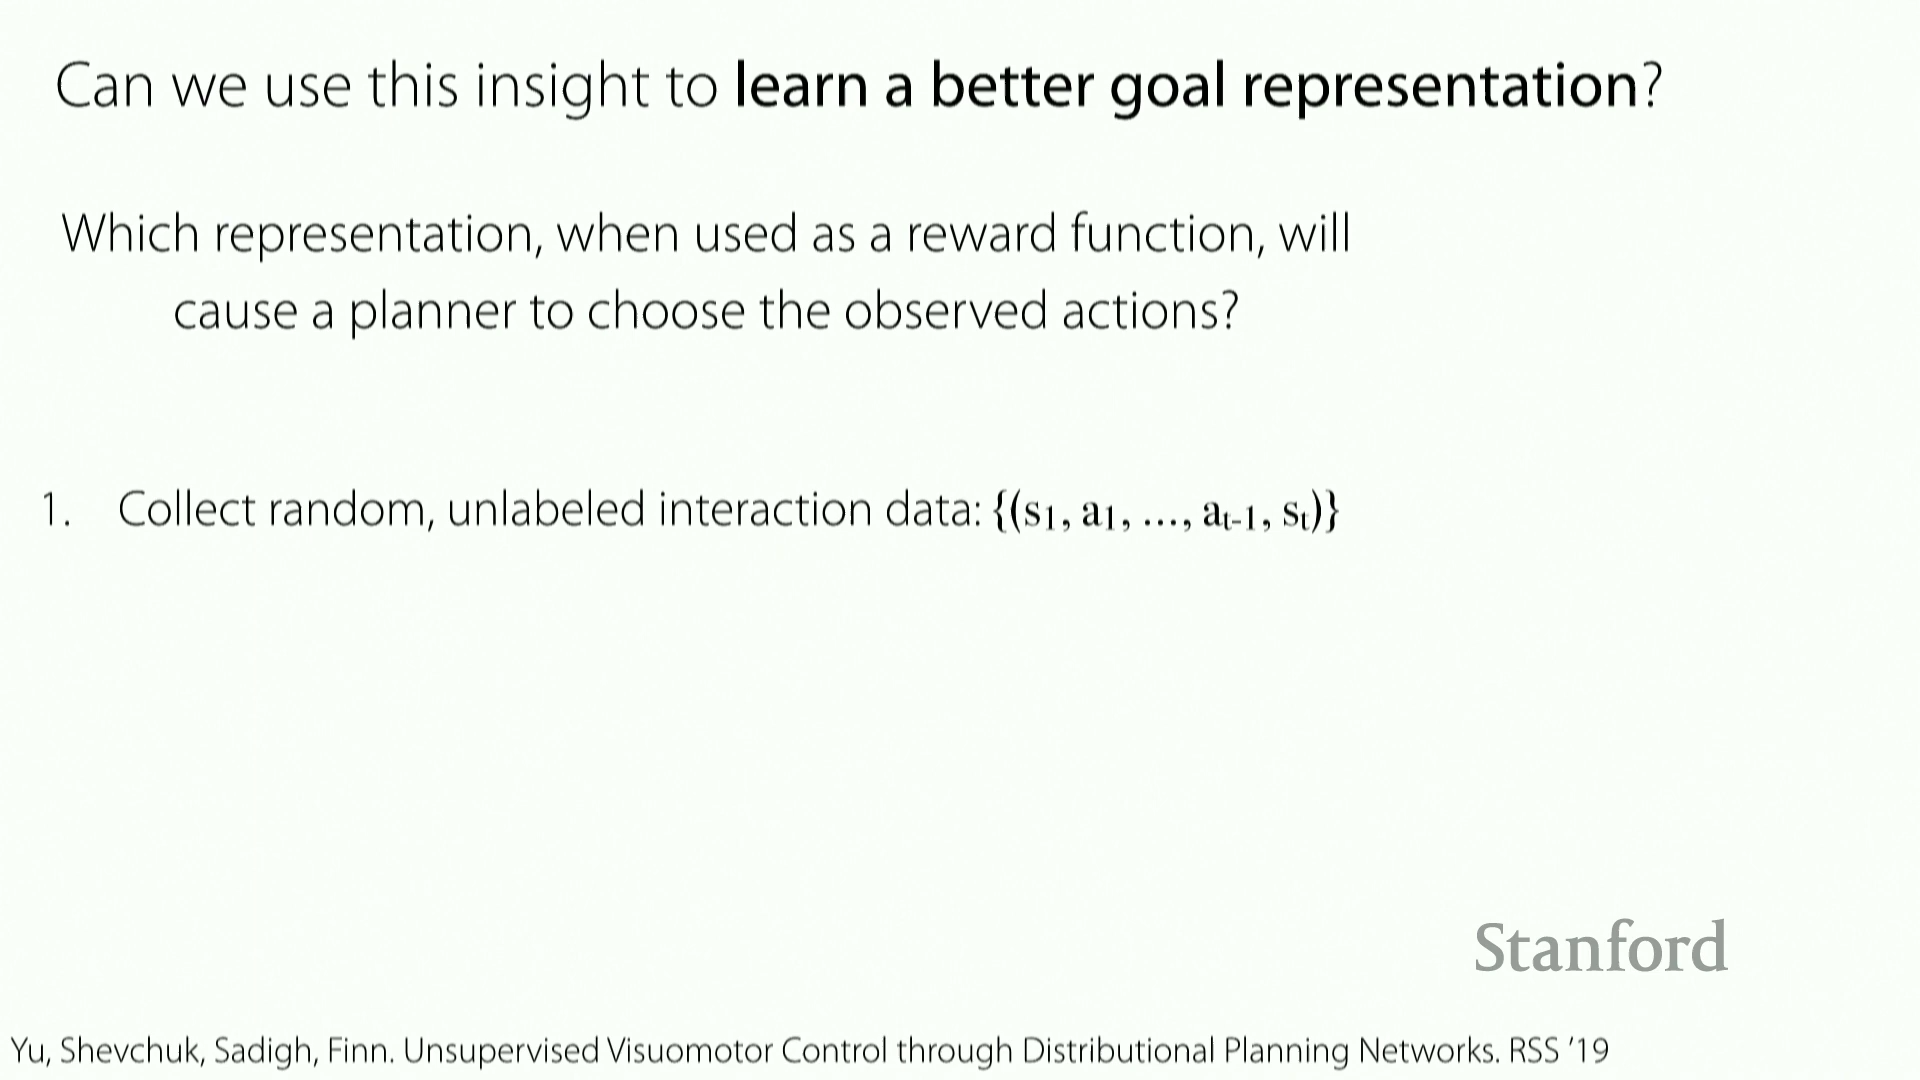 Can we use this insight to learn a better goal representation?
Which representation, when used as a reward function, will
cause a planner to choose the observed actions?
1. Collect random, unlabeled interaction data: {(s1, a1, ..., at-1, st)}
Stanford
Yu, Shevchuk, Sadigh, Finn. Unsupervised Visuomotor Control through Distributional Planning Networks. RSS '19